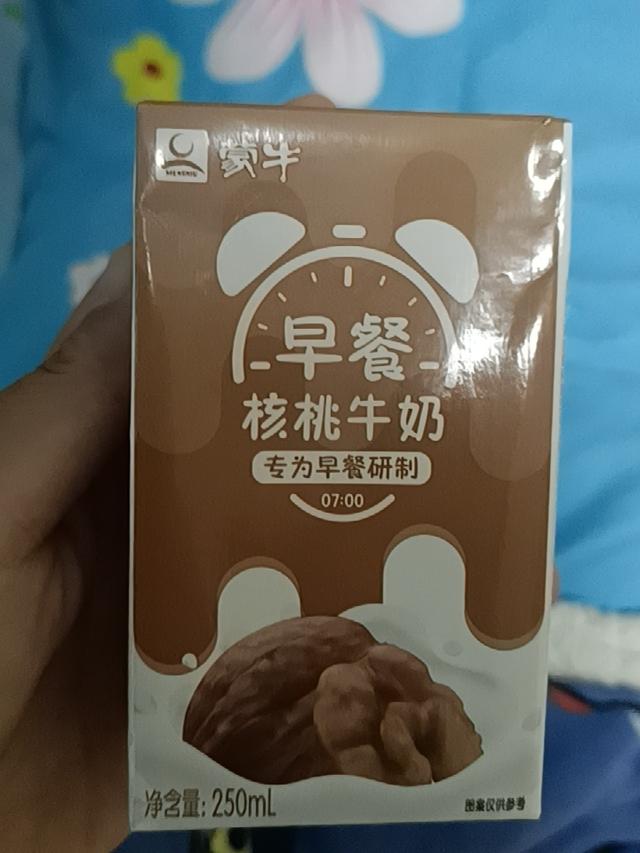 蒙牛
MENGNIU
早餐
核桃牛奶
专为早餐研制
07:00
净含量: 250mL
图案仅供参考